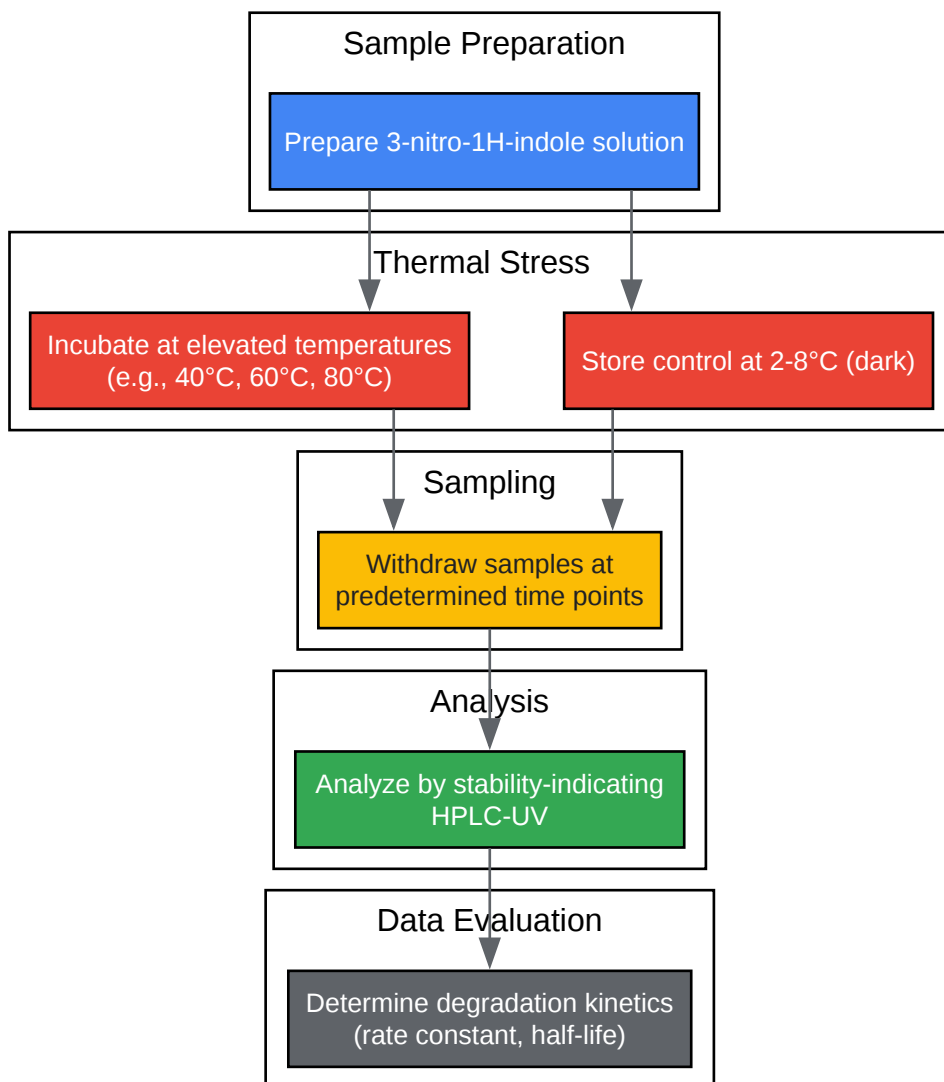 Sample Preparation
Prepare 3-nitro-1H-indole solution
Thermal Stress
Incubate at elevated temperatures
(e.g., 40°C, 60°C, 80°C)
Store control at 2-8°C (dark)
Sampling
Withdraw samples at
predetermined time points
Analysis
Analyze by stability-indicating
HPLC-UV
Data Evaluation
Determine degradation kinetics
(rate constant, half-life)